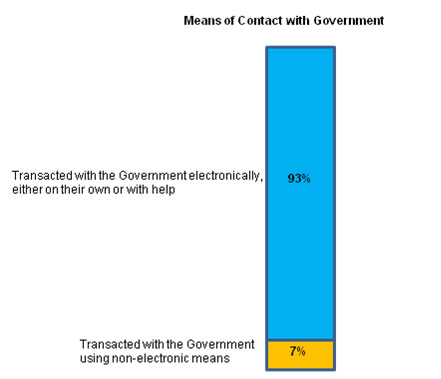 Means of Contact with Government
Transacted with the Government electronically,
either on their own or with help
93%
Transacted with the Government
using non-electronic means
7%